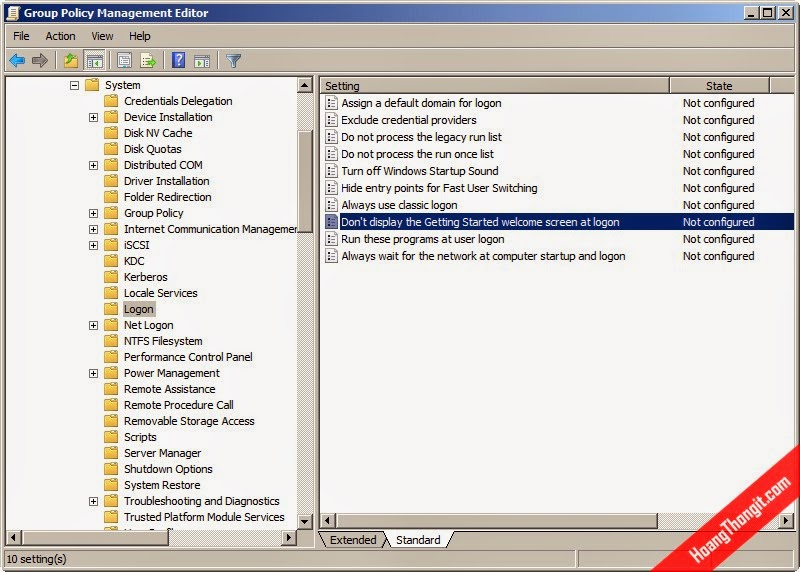 Group Policy Management Editor
File Action View Help
System
Credentials Delegation
Device Installation
Disk NV Cache
Disk Quotas
Distributed COM
Driver Installation
Folder Redirection
Group Policy
Internet Communication Managemer
iSCSI
KDC
Kerberos
Locale Services
Logon
Net Logon
NTFS Filesystem
Performance Control Panel
Power Management
Remote Assistance
Remote Procedure Call
Removable Storage Access
Scripts
Server Manager
Shutdown Options
System Restore
Troubleshooting and Diagnostics
Trusted Platform Module Services
Setting State
Assign a default domain for logon Not configured
Exclude credential providers Not configured
Do not process the legacy run list Not configured
Do not process the run once list Not configured
Turn off Windows Startup Sound Not configured
Hide entry points for Fast User Switching Not configured
Always use classic logon Not configured
Don't display the Getting Started welcome screen at logon Not configured
Run these programs at user logon Not configured
Always wait for the network at computer startup and logon Not configured
Extended Standard
10 setting(s)
HoangThongit.com